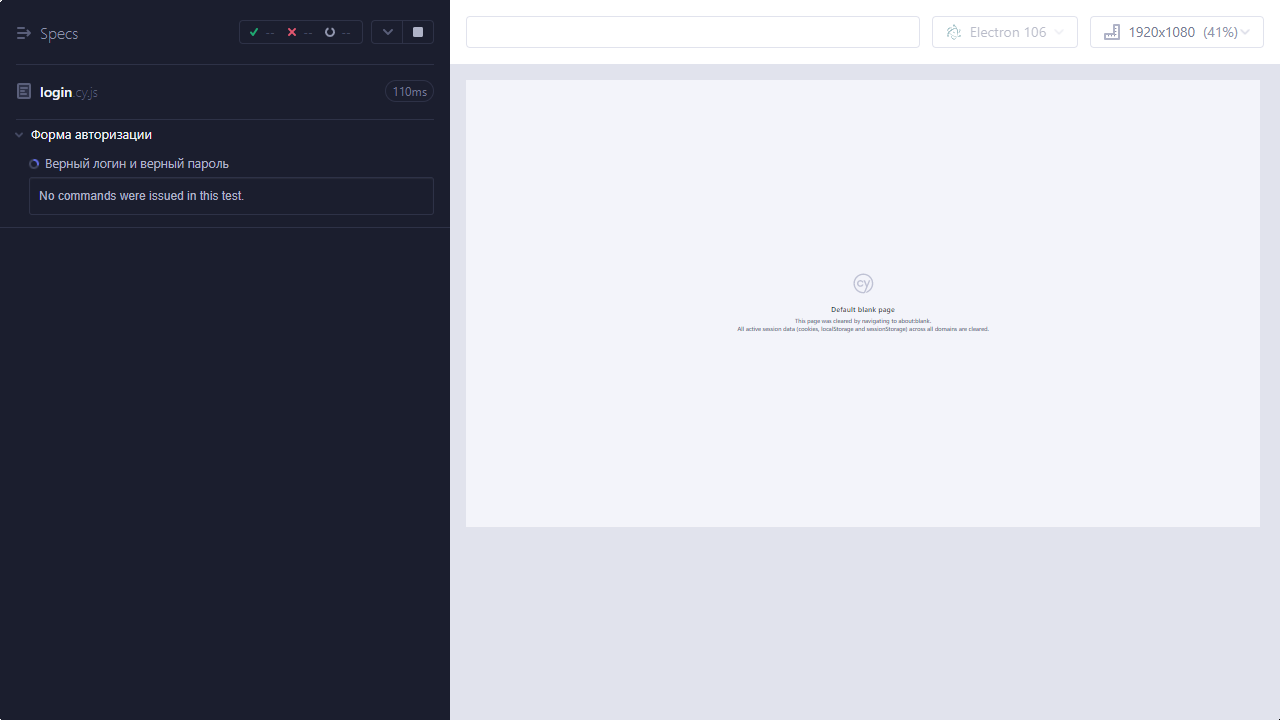 Specs
-- -- --
Electron 106
1920x1080 (41%)
login.cy.js
110ms
Форма авторизации
Верный логин и верный пароль
No commands were issued in this test.
cy
Default blank page
This page was cleared by navigating to about:blank.
All active session data (cookies, localStorage and sessionStorage) across all domains are cleared.